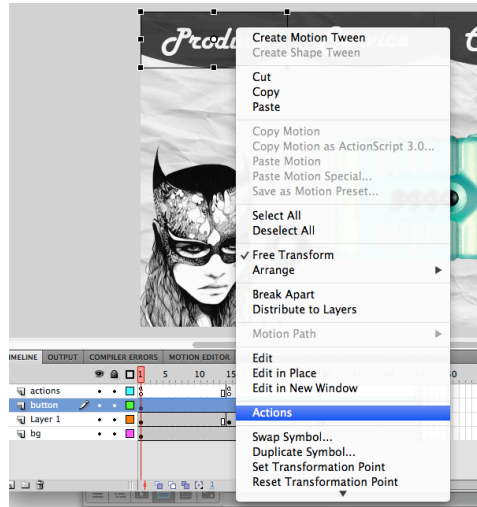 Produ
Create Motion Tween
Create Shape Tween
Cut
Copy
Paste
Copy Motion
Copy Motion as ActionScript 3.0...
Paste Motion
Paste Motion Special...
Save as Motion Preset...
Select All
Deselect All
✓ Free Transform
Arrange
Break Apart
Distribute to Layers
Motion Path
Edit
Edit in Place
Edit in New Window
Actions
Swap Symbol...
Duplicate Symbol...
Set Transformation Point
Reset Transformation Point
TIMELINE OUTPUT COMPILER ERRORS MOTION EDITOR
1 5 10 15
actions
button
Layer 1
bg